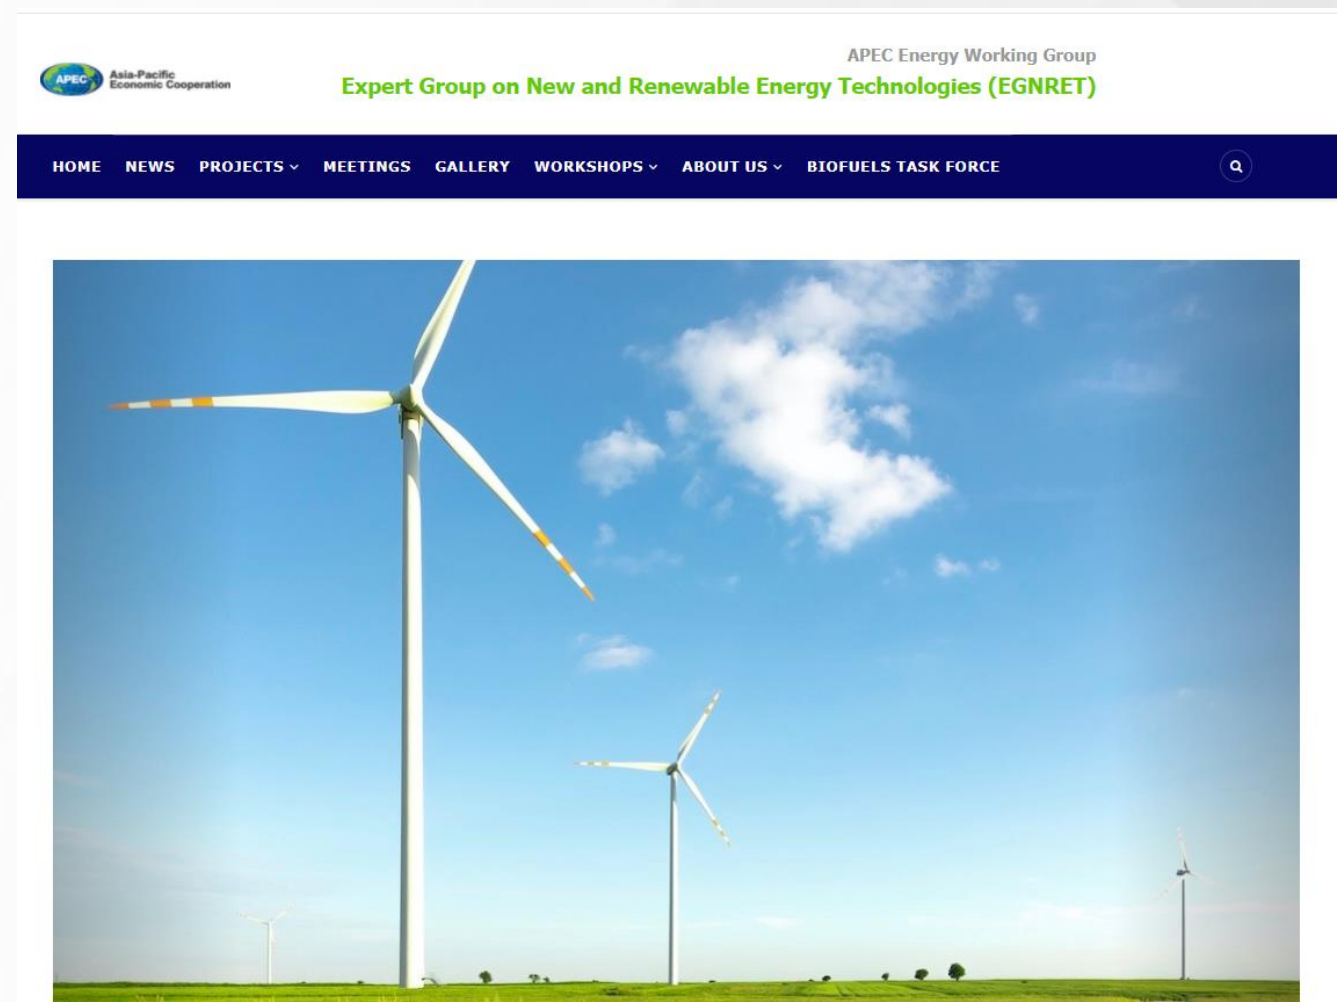 APEC
Asia-Pacific
Economic Cooperation
APEC Energy Working Group
Expert Group on New and Renewable Energy Technologies (EGNRET)
HOME NEWS PROJECTS MEETINGS GALLERY WORKSHOPS ABOUT US BIOFUELS TASK FORCE